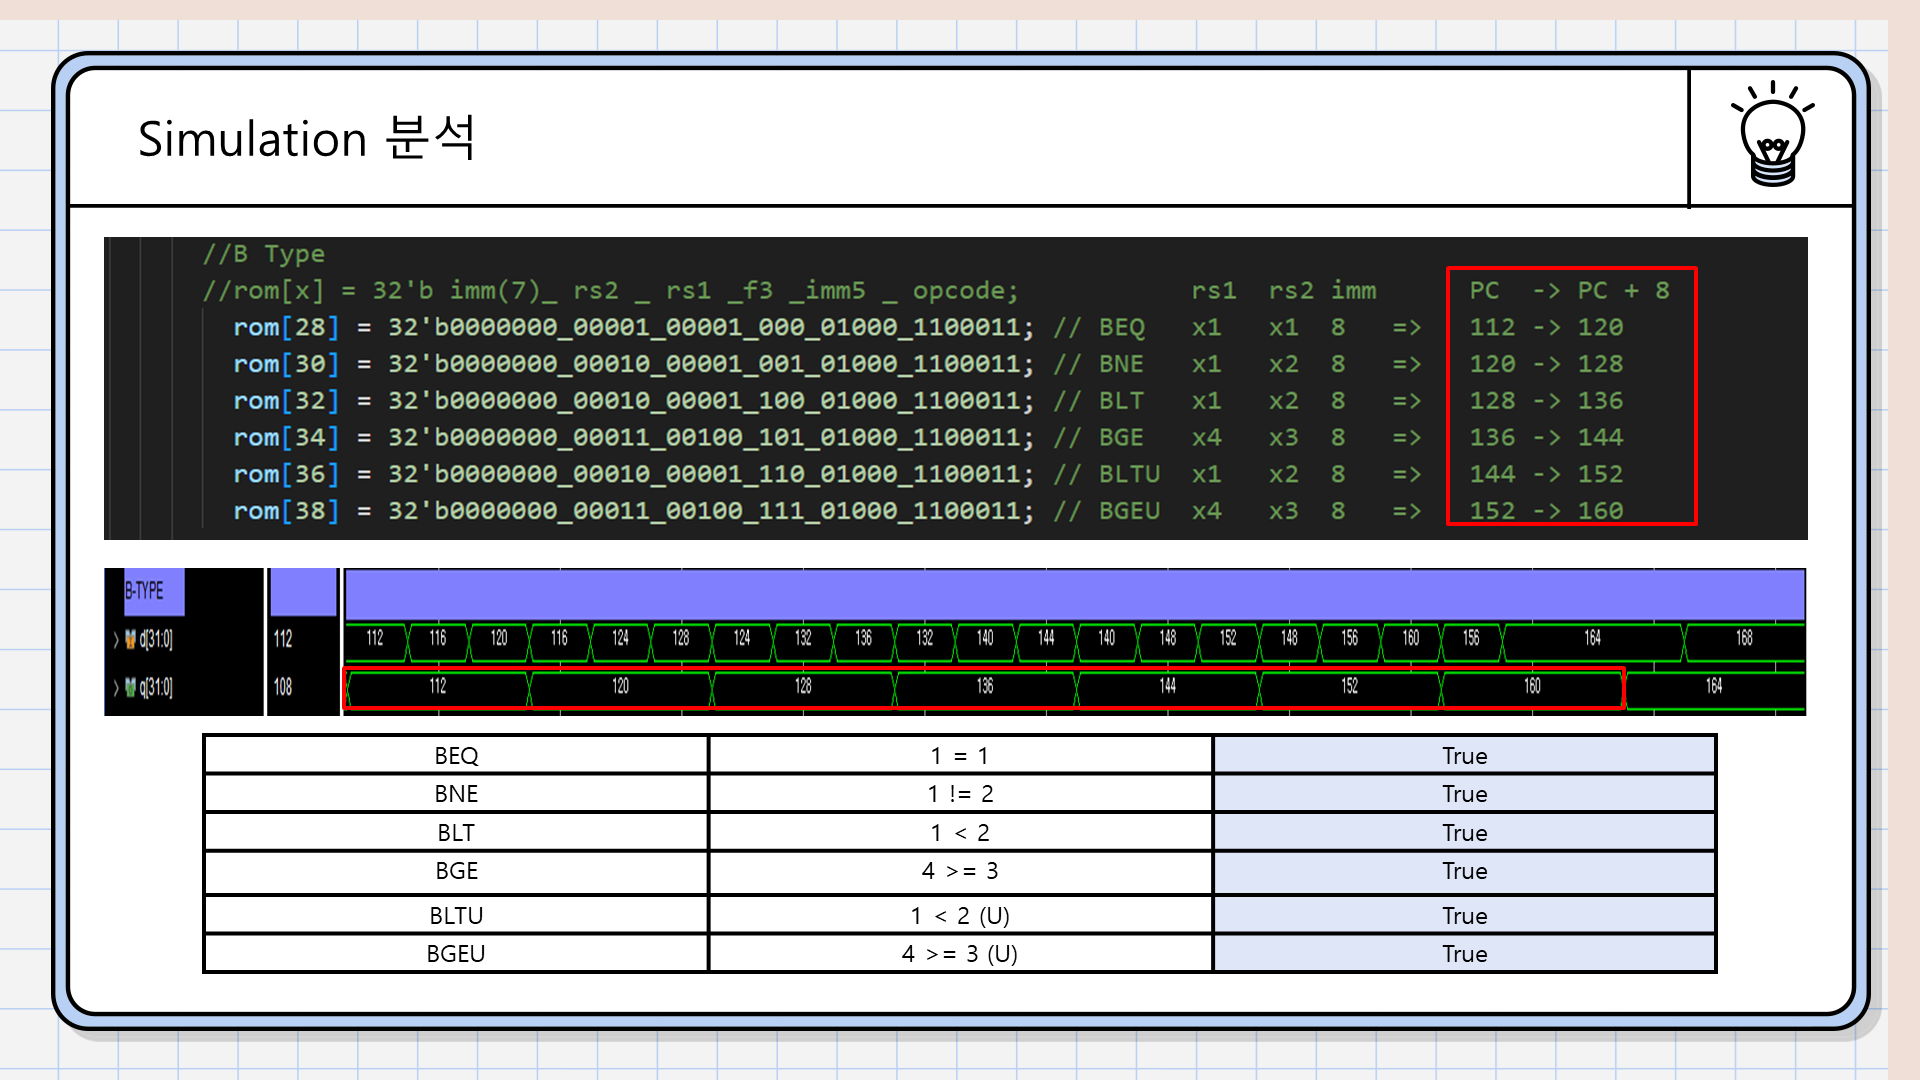 Simulation 분석
//B Type
//rom[x] = 32'b imm(7)_ rs2 _ rs1 _f3 _imm5 _ opcode; rs1 rs2 imm PC -> PC + 8
rom[28] = 32'b0000000_00001_00001_000_01000_1100011; // BEQ x1 x1 8 => 112 -> 120
rom[30] = 32'b0000000_00010_00001_001_01000_1100011; // BNE x1 x2 8 => 120 -> 128
rom[32] = 32'b0000000_00010_00001_100_01000_1100011; // BLT x1 x2 8 => 128 -> 136
rom[34] = 32'b0000000_00011_00100_101_01000_1100011; // BGE x4 x3 8 => 136 -> 144
rom[36] = 32'b0000000_00010_00001_110_01000_1100011; // BLTU x1 x2 8 => 144 -> 152
rom[38] = 32'b0000000_00011_00100_111_01000_1100011; // BGEU x4 x3 8 => 152 -> 160
B-TYPE
d[31:0] 112 112 116 120 116 124 128 124 132 136 132 140 144 140 148 152 148 156 160 156 164 168
q[31:0] 108 112 120 128 136 144 152 160 164
BEQ 1 = 1 True
BNE 1 != 2 True
BLT 1 < 2 True
BGE 4 >= 3 True
BLTU 1 < 2 (U) True
BGEU 4 >= 3 (U) True